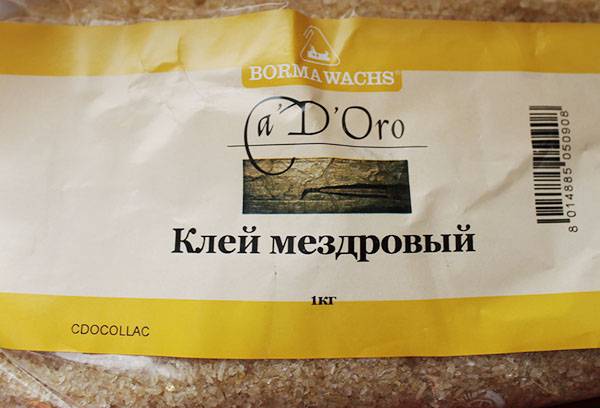 BORMA WACHS®
Ca'D'Oro
Клей мездровый
1кг
CDOCOLLAC
8 014885 050908